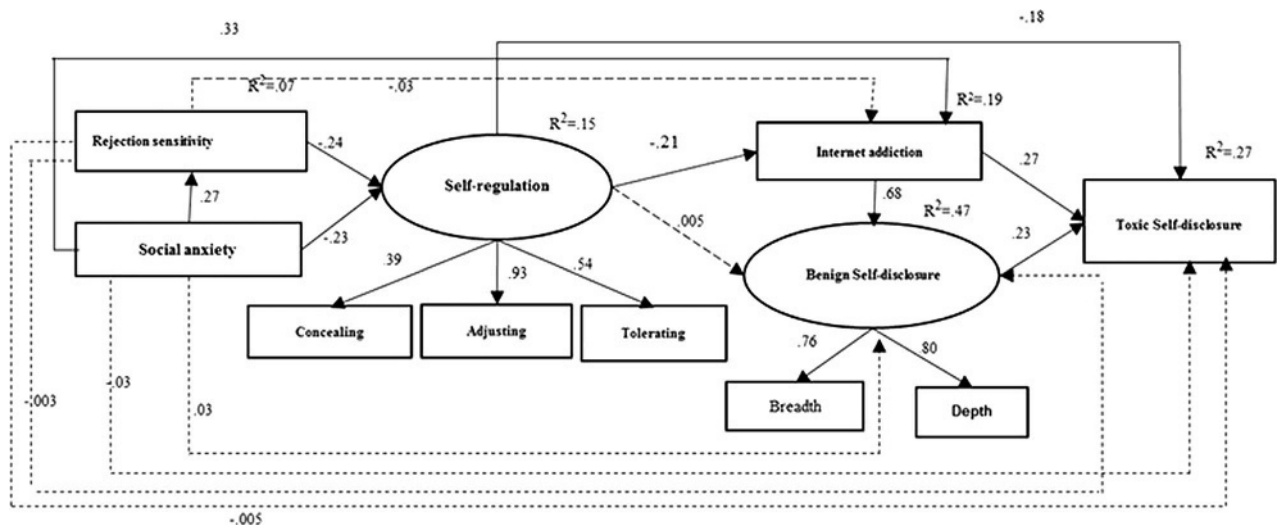 .33
-.18
R²=.07
-.03
R²=.19
R²=.15
Rejection sensitivity
-.24
-.21
Internet addiction
.27
R²=.27
Self-regulation
.27
.68
.005
R²=.47
Toxic Self-disclosure
Social anxiety
-.23
.23
.39
.93
.54
Benign Self-disclosure
Concealing
Adjusting
Tolerating
.76
80
-.03
-.003
.03
Breadth
Depth
-.005